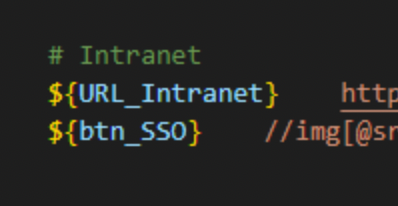 # Intranet
${URL_Intranet}    http
${btn_SSO}    //img[@sr